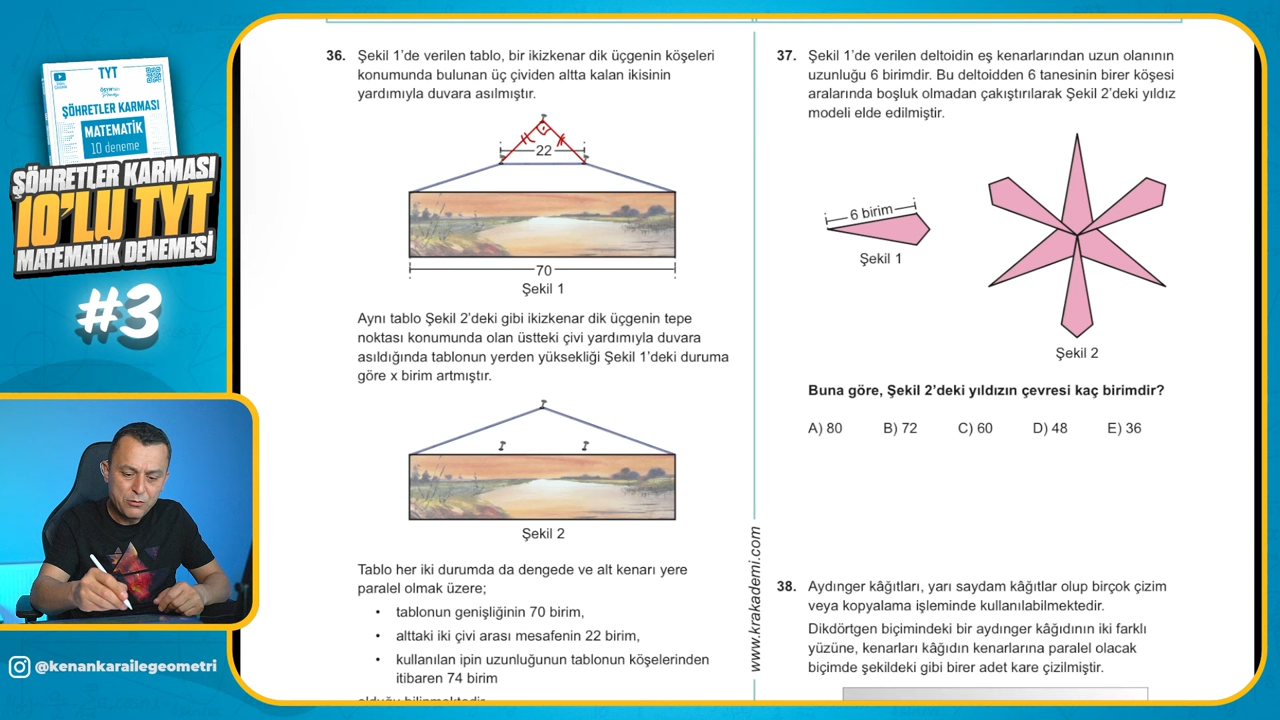 TYT
ŞÖHRETLER KARMASI
MATEMATİK
10 deneme
ŞÖHRETLER KARMASI
10'LU TYT
MATEMATİK DENEMESİ
#3
@kenankarailegeometri
36. Şekil 1'de verilen tablo, bir ikizkenar dik üçgenin köşeleri
konumunda bulunan üç çividen altta kalan ikisinin
yardımıyla duvara asılmıştır.
22
70
Şekil 1
Aynı tablo Şekil 2'deki gibi ikizkenar dik üçgenin tepe
noktası konumunda olan üstteki çivi yardımıyla duvara
asıldığında tablonun yerden yüksekliği Şekil 1'deki duruma
göre x birim artmıştır.
Şekil 2
Tablo her iki durumda da dengede ve alt kenarı yere
paralel olmak üzere;
• tablonun genişliğinin 70 birim,
• alttaki iki çivi arası mesafenin 22 birim,
• kullanılan ipin uzunluğunun tablonun köşelerinden
itibaren 74 birim
olduğu bilinmektedir.
www.krakademi.com
37. Şekil 1'de verilen deltoidin eş kenarlarından uzun olanının
uzunluğu 6 birimdir. Bu deltoidden 6 tanesinin birer köşesi
aralarında boşluk olmadan çakıştırılarak Şekil 2'deki yıldız
modeli elde edilmiştir.
6 birim
Şekil 1
Şekil 2
Buna göre, Şekil 2'deki yıldızın çevresi kaç birimdir?
A) 80 B) 72 C) 60 D) 48 E) 36
38. Aydınger kâğıtları, yarı saydam kâğıtlar olup birçok çizim
veya kopyalama işleminde kullanılabilmektedir.
Dikdörtgen biçimindeki bir aydınger kâğıdının iki farklı
yüzüne, kenarları kâğıdın kenarlarına paralel olacak
biçimde şekildeki gibi birer adet kare çizilmiştir.